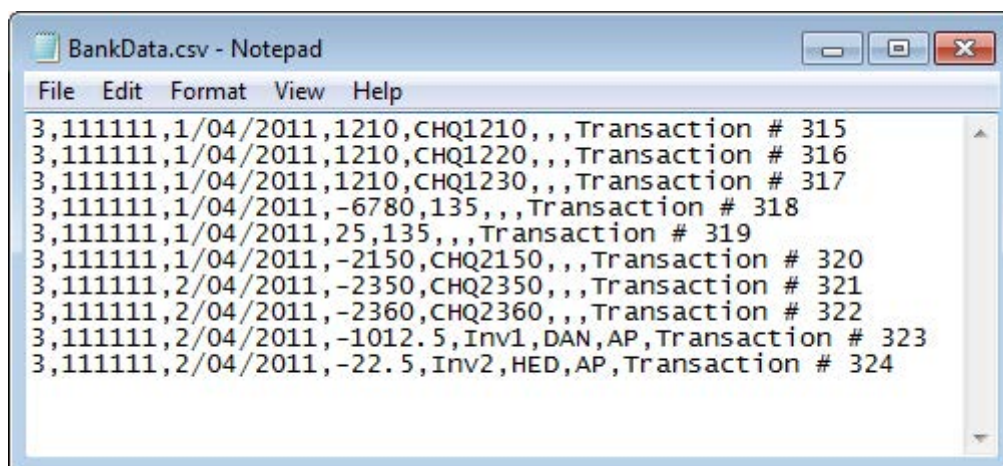 BankData.csv - Notepad
File Edit Format View Help
3,111111,1/04/2011,1210,CHQ1210,,,Transaction # 315
3,111111,1/04/2011,1210,CHQ1220,,,Transaction # 316
3,111111,1/04/2011,1210,CHQ1230,,,Transaction # 317
3,111111,1/04/2011,-6780,135,,,Transaction # 318
3,111111,1/04/2011,25,135,,,Transaction # 319
3,111111,1/04/2011,-2150,CHQ2150,,,Transaction # 320
3,111111,2/04/2011,-2350,CHQ2350,,,Transaction # 321
3,111111,2/04/2011,-2360,CHQ2360,,,Transaction # 322
3,111111,2/04/2011,-1012.5,Inv1,DAN,AP,Transaction # 323
3,111111,2/04/2011,-22.5,Inv2,HED,AP,Transaction # 324